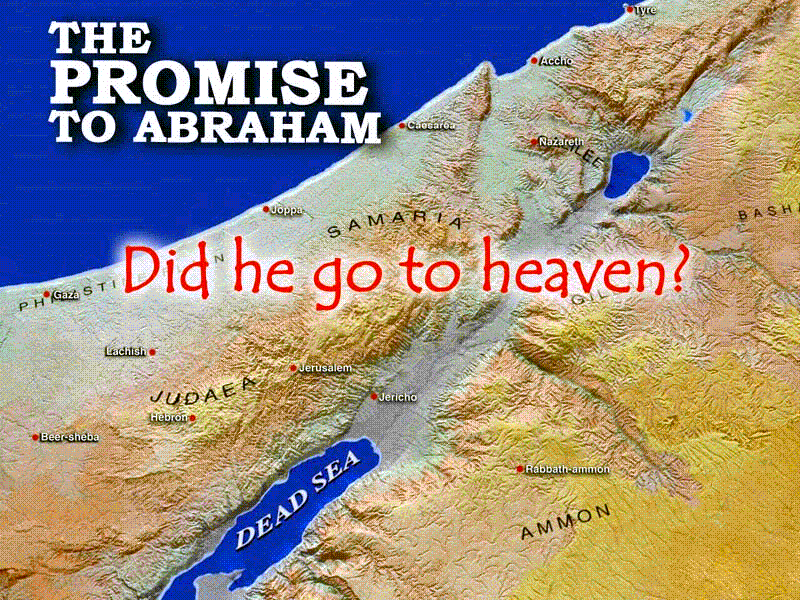 THE
PROMISE
TO ABRAHAM
Tyre
Accho
Caesarea
Nazareth
Joppa
SAMARIA
Did he go to heaven?
Gaza
Lachish
Jerusalem
JUDAEA
Jericho
Hebron
Beer-sheba
Rabbath-ammon
DEAD SEA
AMMON